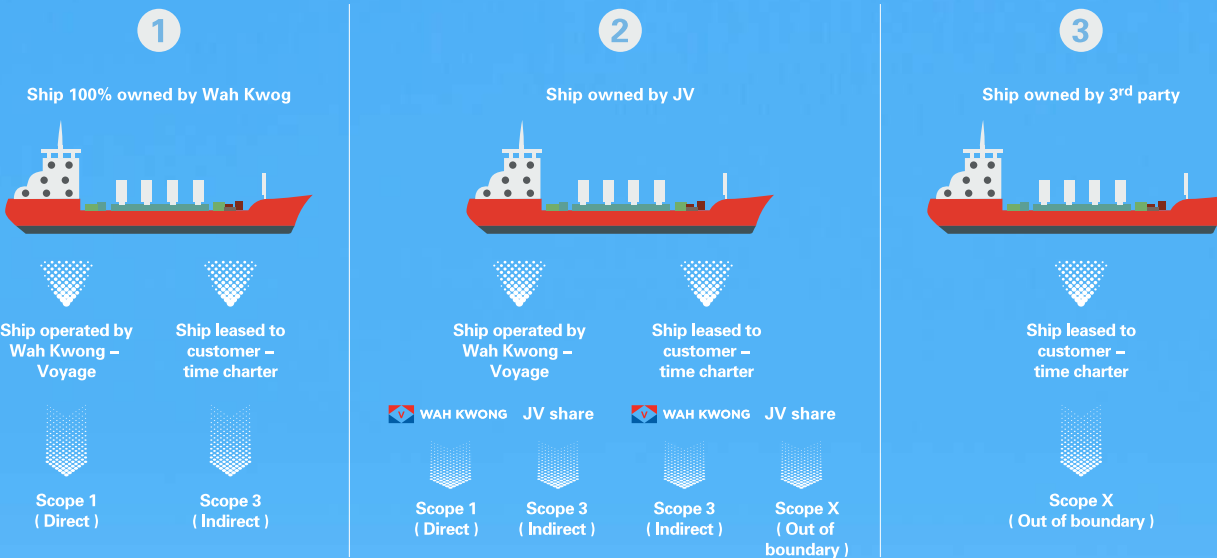 1
Ship 100% owned by Wah Kwog
Ship operated by
Wah Kwong –
Voyage
Ship leased to
customer –
time charter
Scope 1
( Direct )
Scope 3
( Indirect )
2
Ship owned by JV
Ship operated by
Wah Kwong –
Voyage
Ship leased to
customer –
time charter
V WAH KWONG JV share
V WAH KWONG JV share
Scope 1
( Direct )
Scope 3
( Indirect )
Scope 3
( Indirect )
Scope X
( Out of
boundary )
3
Ship owned by 3rd party
Ship leased to
customer –
time charter
Scope X
( Out of boundary )